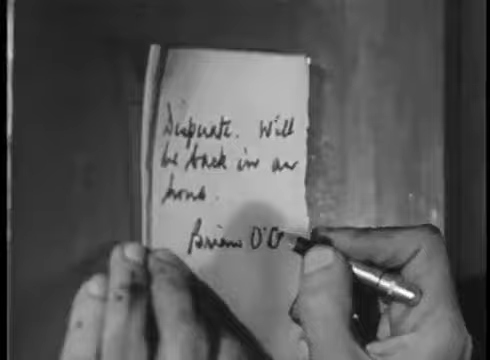 Desperate. Will
be back in an
hour.
Brian O'